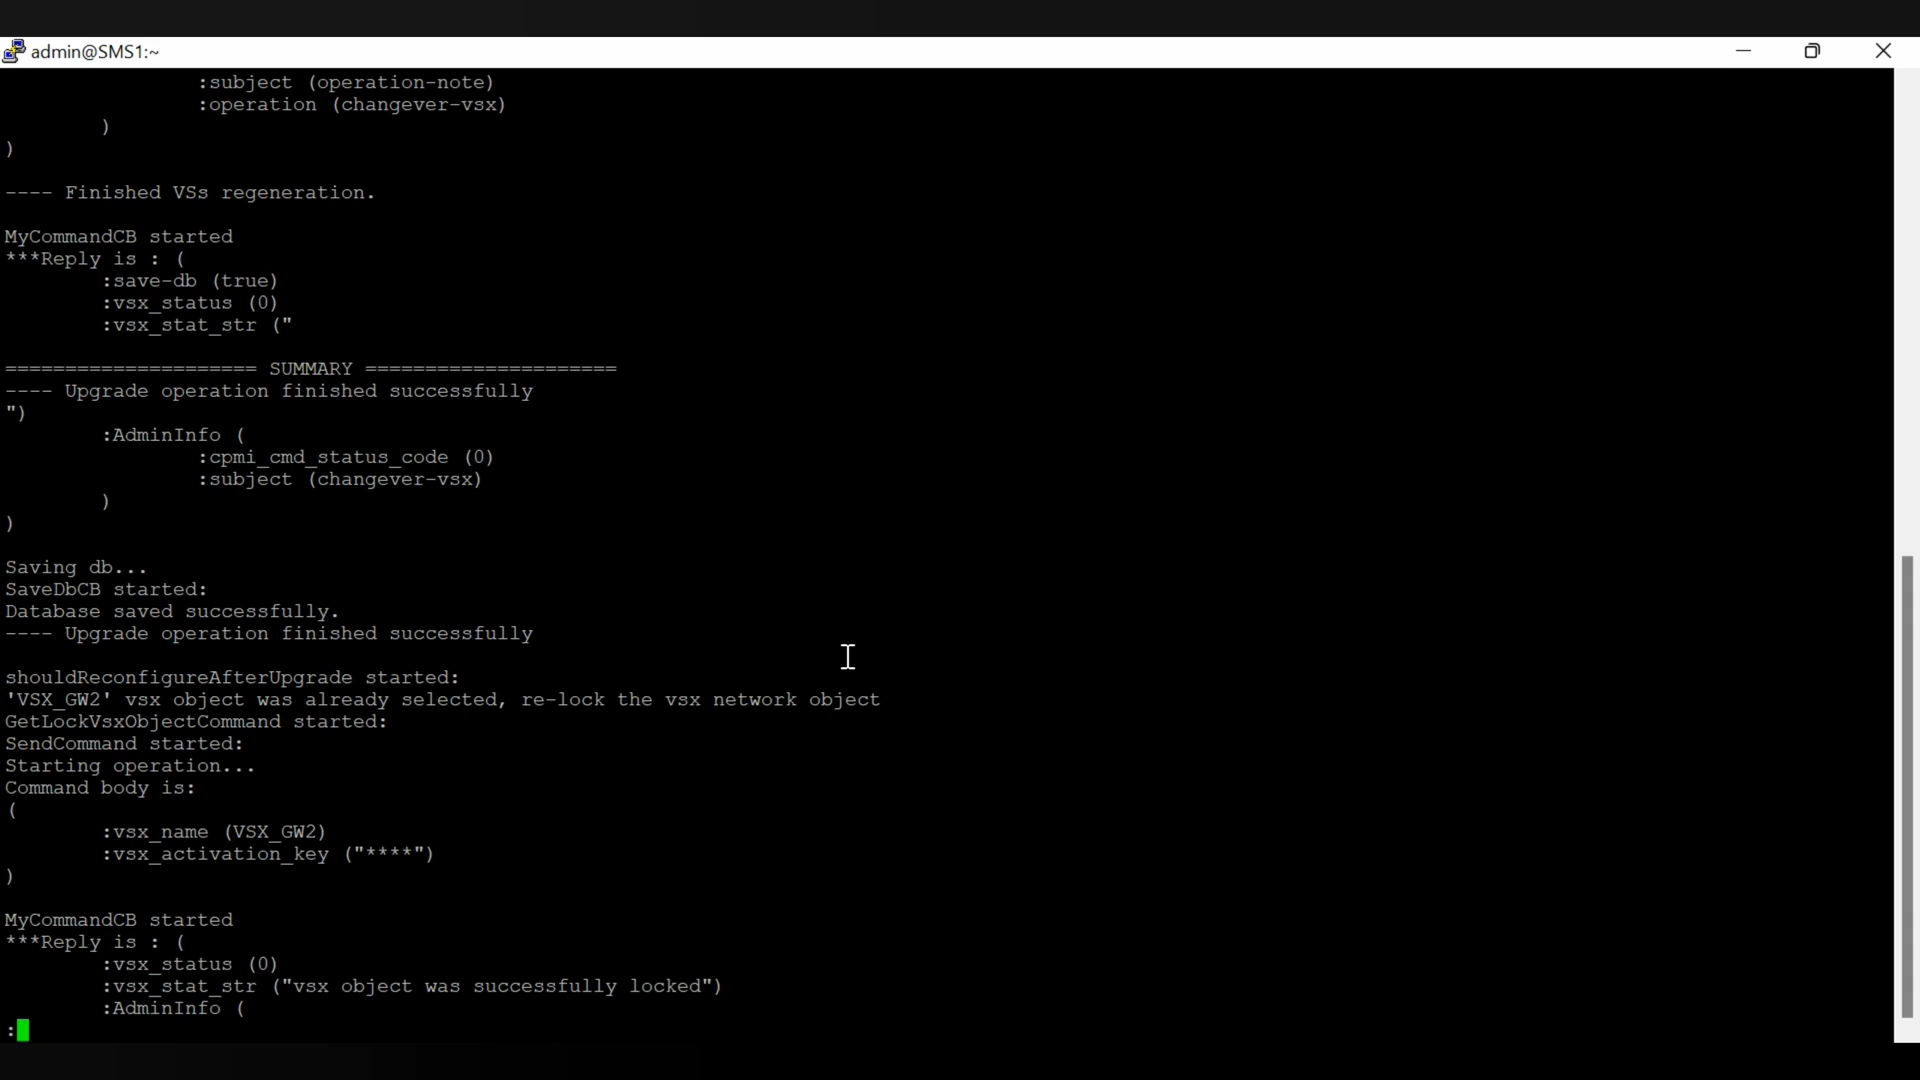 admin@SMS1:~
:subject (operation-note)
:operation (changever-vsx)
)
)
---- Finished VSs regeneration.
MyCommandCB started
***Reply is : (
:save-db (true)
:vsx_status (0)
:vsx_stat_str ("
===================== SUMMARY =====================
---- Upgrade operation finished successfully
")
:AdminInfo (
:cpmi_cmd_status_code (0)
:subject (changever-vsx)
)
)
Saving db...
SaveDbCB started:
Database saved successfully.
---- Upgrade operation finished successfully
shouldReconfigureAfterUpgrade started:
'VSX_GW2' vsx object was already selected, re-lock the vsx network object
GetLockVsxObjectCommand started:
SendCommand started:
Starting operation...
Command body is:
(
:vsx_name (VSX_GW2)
:vsx_activation_key ("****")
)
MyCommandCB started
***Reply is : (
:vsx_status (0)
:vsx_stat_str ("vsx object was successfully locked")
:AdminInfo (
: